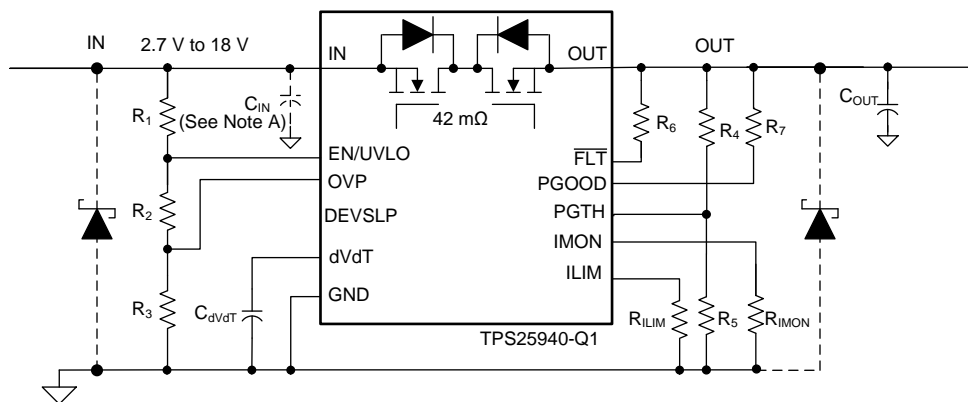 IN
2.7 V to 18 V
IN
OUT
OUT
R1
CIN
(See Note A)
42 mΩ
R6
R4
R7
COUT
EN/UVLO
FLT
OVP
PGOOD
R2
DEVSLP
PGTH
IMON
dVdT
ILIM
R3
CdVdT
GND
RILIM
R5
RIMON
TPS25940-Q1